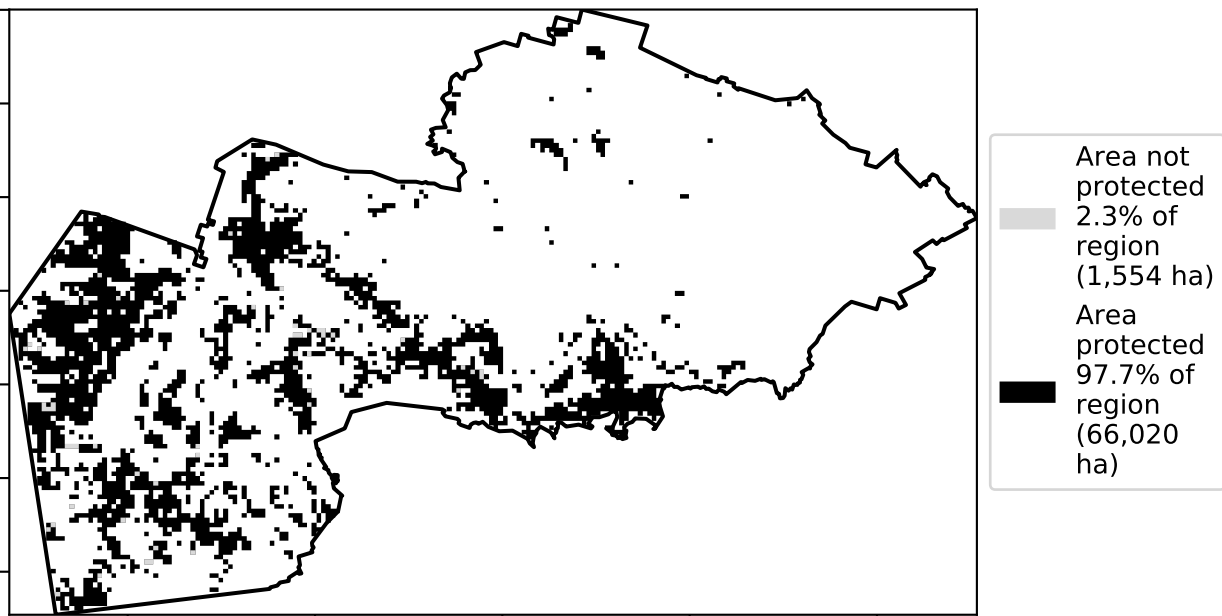 Area not
protected
2.3% of
region
(1,554 ha)
Area
protected
97.7% of
region
(66,020
ha)